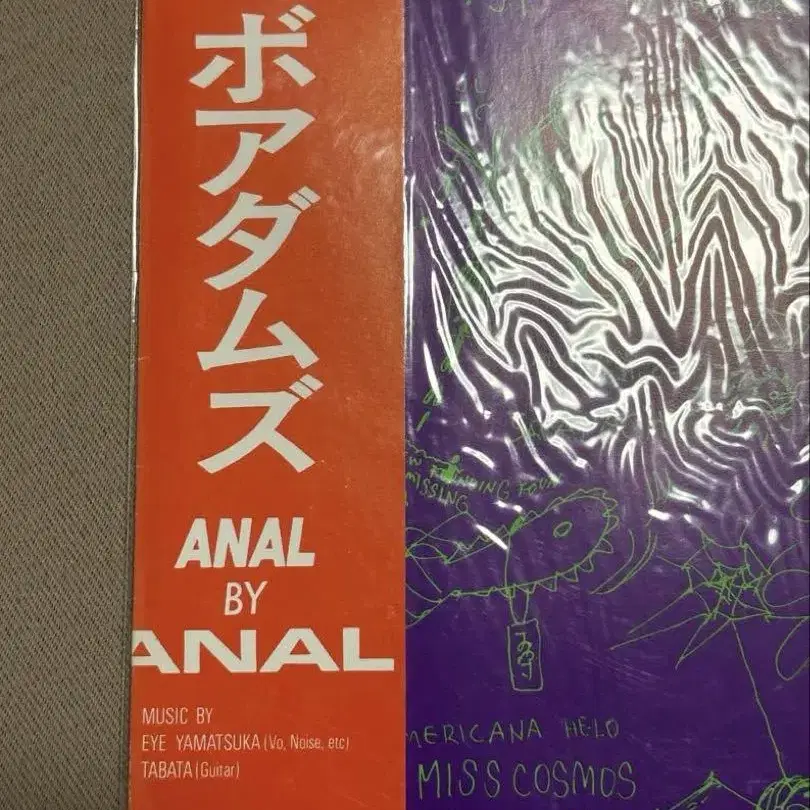 ボアダムズ
ANAL
BY
ANAL
MUSIC BY
EYE YAMATSUKA (Vo, Noise, etc)
TABATA (Guitar)
MISSING
MERICANA HELO
MISS COSMOS